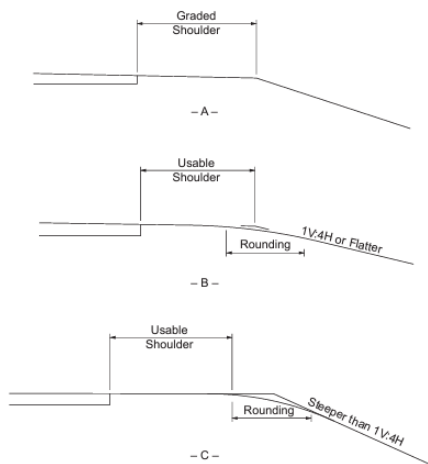 Graded
Shoulder
– A –
Usable
Shoulder
1V:4H or Flatter
Rounding
– B –
Usable
Shoulder
Steeper than 1V:4H
Rounding
– C –